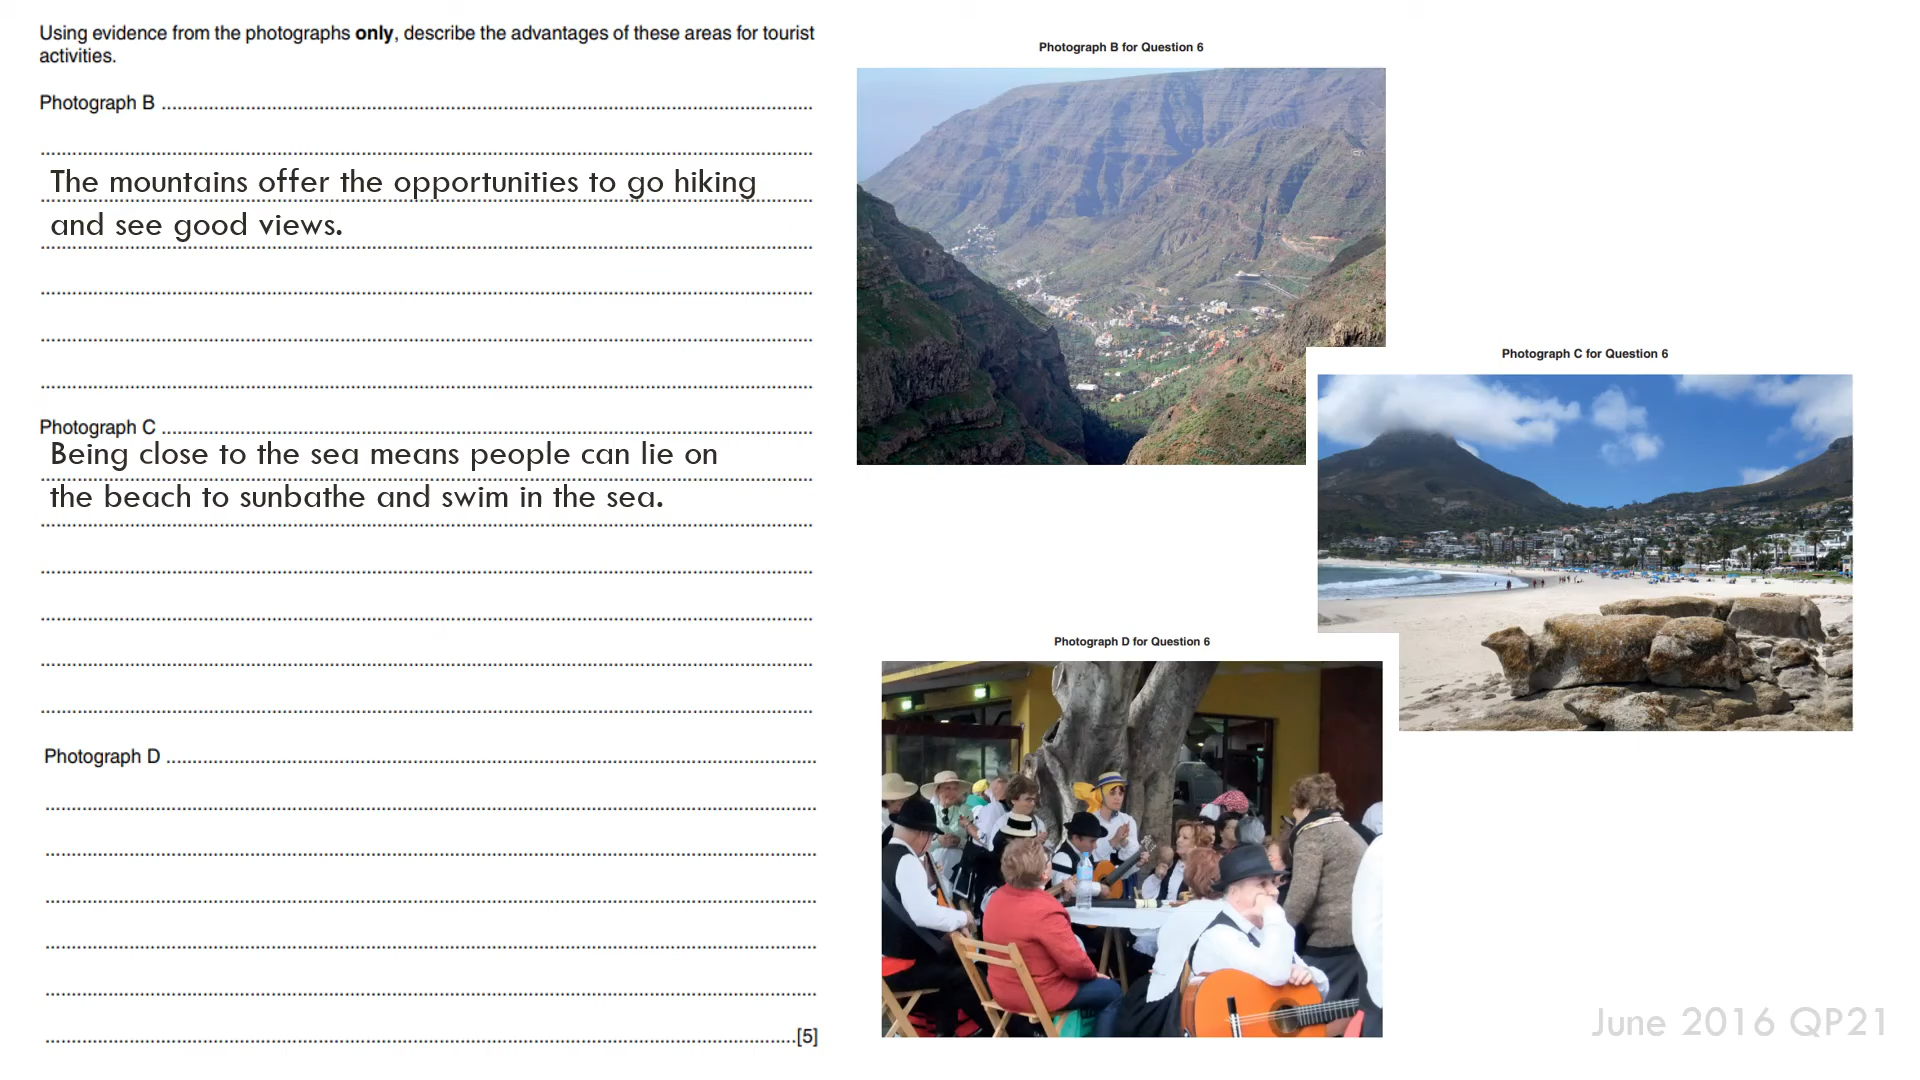 Using evidence from the photographs only, describe the advantages of these areas for tourist
activities.
Photograph B
The mountains offer the opportunities to go hiking
and see good views.
Photograph C
Being close to the sea means people can lie on
the beach to sunbathe and swim in the sea.
Photograph D
[5]
Photograph B for Question 6
Photograph C for Question 6
Photograph D for Question 6
June 2016 QP21